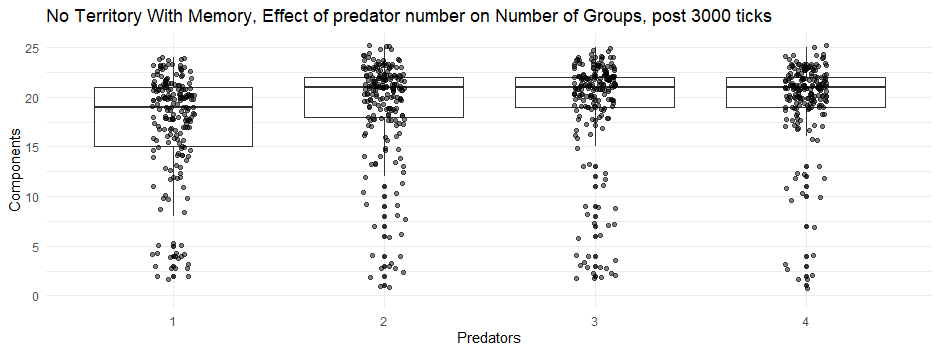 No Territory With Memory, Effect of predator number on Number of Groups, post 3000 ticks
Components
25
20
15
10
5
0
1 2 3 4
Predators